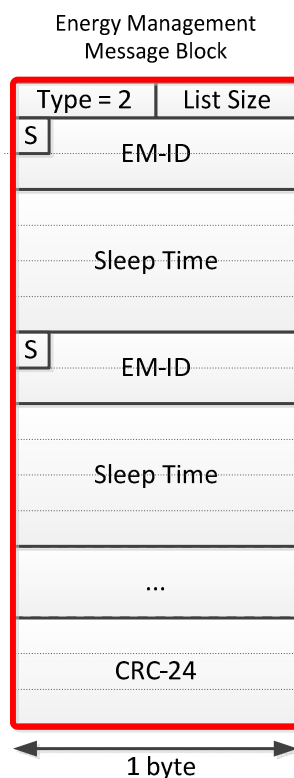 Energy Management
Message Block
Type = 2 List Size
S
EM-ID
Sleep Time
S
EM-ID
Sleep Time
...
CRC-24
1 byte